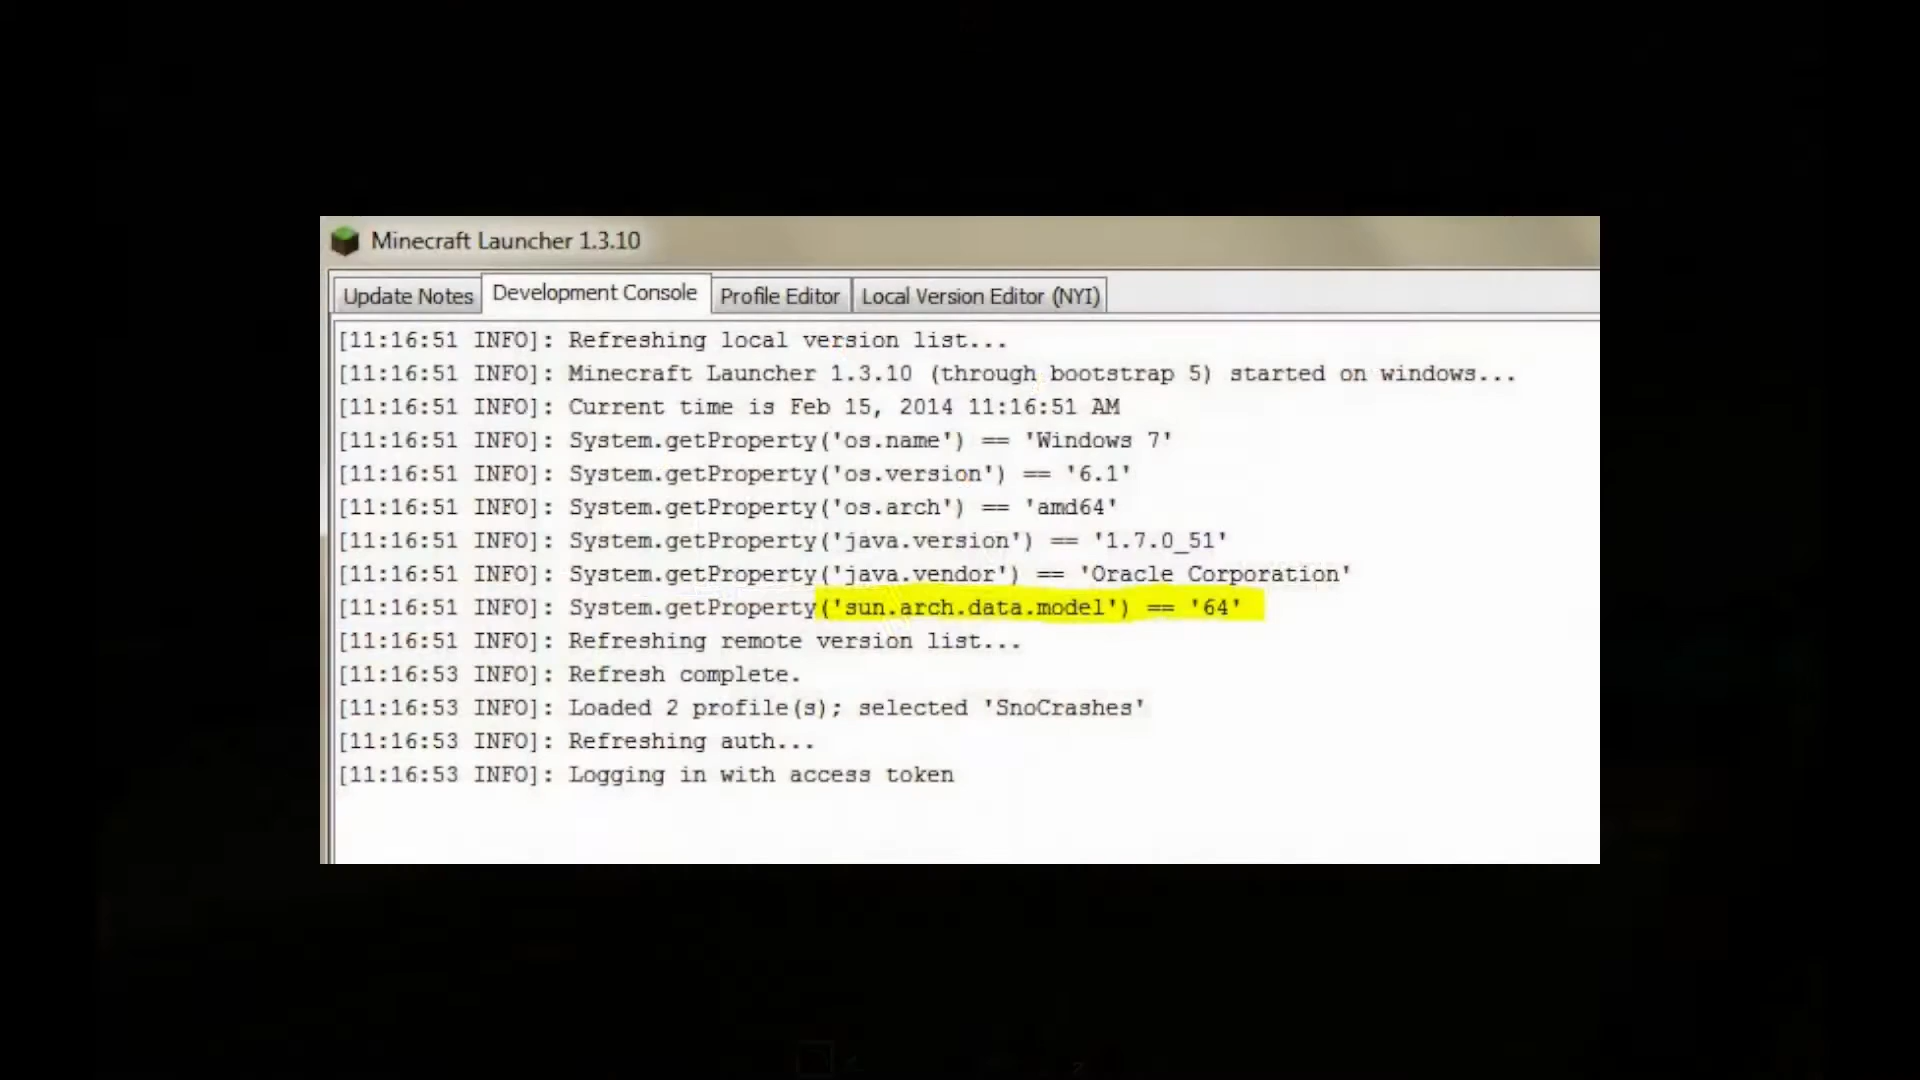 Minecraft Launcher 1.3.10
Update Notes Development Console Profile Editor Local Version Editor (NYI)
[11:16:51 INFO]: Refreshing local version list...
[11:16:51 INFO]: Minecraft Launcher 1.3.10 (through bootstrap 5) started on windows...
[11:16:51 INFO]: Current time is Feb 15, 2014 11:16:51 AM
[11:16:51 INFO]: System.getProperty('os.name') == 'Windows 7'
[11:16:51 INFO]: System.getProperty('os.version') == '6.1'
[11:16:51 INFO]: System.getProperty('os.arch') == 'amd64'
[11:16:51 INFO]: System.getProperty('java.version') == '1.7.0_51'
[11:16:51 INFO]: System.getProperty('java.vendor') == 'Oracle Corporation'
[11:16:51 INFO]: System.getProperty('sun.arch.data.model') == '64'
[11:16:51 INFO]: Refreshing remote version list...
[11:16:53 INFO]: Refresh complete.
[11:16:53 INFO]: Loaded 2 profile(s); selected 'SnoCrashes'
[11:16:53 INFO]: Refreshing auth...
[11:16:53 INFO]: Logging in with access token